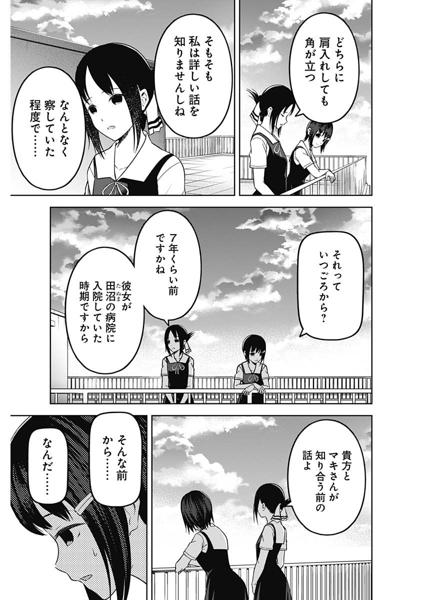 どちらに
肩入れしても
角が立つ
そもそも
私は詳しい話を
知りませんしね
なんとなく
察していた
程度で……
それって
いつごろから?
7年くらい前
ですかね
彼女が
田沼の病院に
入院していた
時期ですから
貴方と
マキさんが
知り合う前の
話よ
そんな前
から……
なんだ……